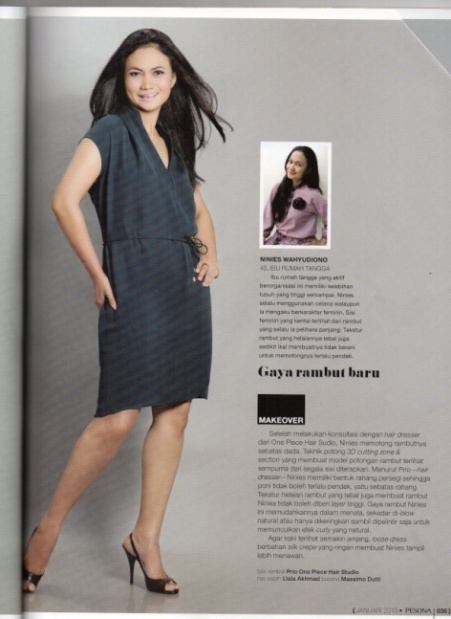 NINIES WAHYUDIONO
43, IBU RUMAH TANGGA
Ibu rumah tangga yang aktif
berorganisasi ini memiliki kelebihan
tubuh yang tinggi semampai. Ninies
selalu menggunakan celana walaupun
ia mengaku berkarakter feminin. Sisi
feminin yang kental terlihat dari rambut
yang selalu ia pelihara panjang. Tekstur
rambut yang helaiannya tebal juga
sedikit ikal membuatnya tidak berani
untuk memotongnya terlalu pendek.
Gaya rambut baru
MAKEOVER
Setelah melakukan konsultasi dengan hair dresser
dari One Piece Hair Studio, Ninies memotong rambutnya
sebatas dada. Teknik potong 3D cutting zone &
section yang membuat model potongan rambut terlihat
sempurna dari segala sisi diterapkan. Menurut Prio –hair
dresser– Ninies memiliki bentuk rahang persegi sehingga
poni tidak boleh terlalu pendek, yaitu sebatas rahang.
Tekstur helaian rambut yang tebal juga membuat rambut
Ninies tidak boleh diberi layer tinggi. Gaya rambut Ninies
ini memudahkannya dalam menata, sekadar di-blow
natural atau hanya dikeringkan sambil dipelintir saja untuk
memunculkan efek curly yang natural.
Agar kaki terlihat semakin jenjang, loose dress
berbahan silk crepe yang ringan membuat Ninies tampil
lebih menawan.
Prio One Piece Hair Studio
Massimo Dutti
JANUARI 2013 • PESONA